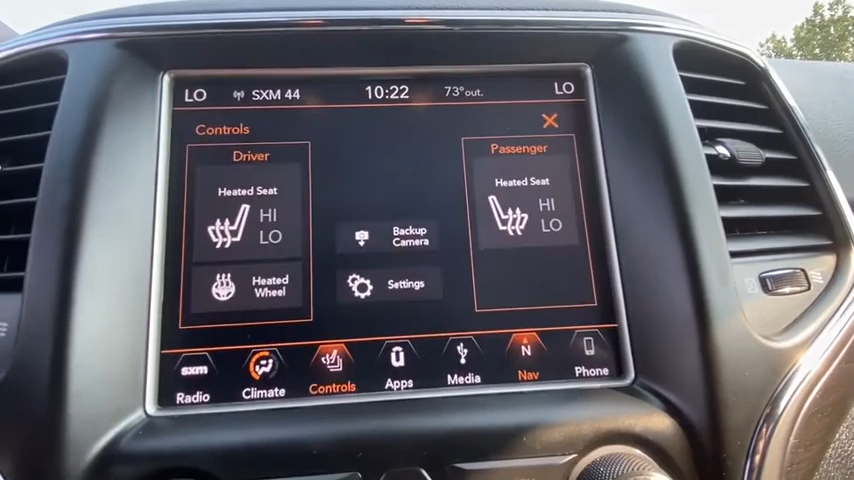 LO SXM 44 10:22 73°out. LO
Controls
Driver
Passenger
Heated Seat
HI
LO
Heated Seat
HI
LO
Backup
Camera
Heated
Wheel
Settings
sxm
N
Radio Climate Controls Apps Media Nav Phone